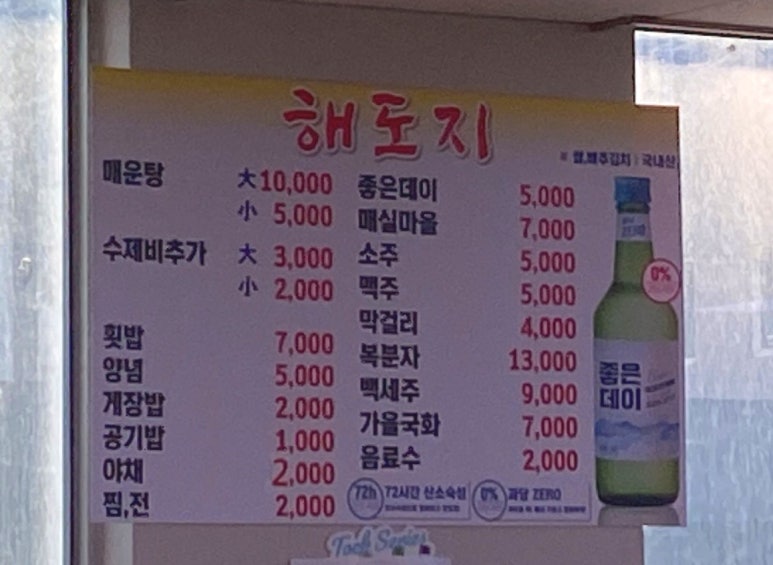 해도지
※ 쌀,배추김치 : 국내산
매운탕 大 10,000
小 5,000
수제비추가 大 3,000
小 2,000
횟밥 7,000
양념 5,000
게장밥 2,000
공기밥 1,000
야채 2,000
찜,전 2,000
좋은데이 5,000
매실마을 7,000
소주 5,000
맥주 5,000
막걸리 4,000
복분자 13,000
백세주 9,000
가을국화 7,000
음료수 2,000
72h 72시간 산소숙성
0% 과당 ZERO
ZERO
0%
좋은
데이
Tech Series